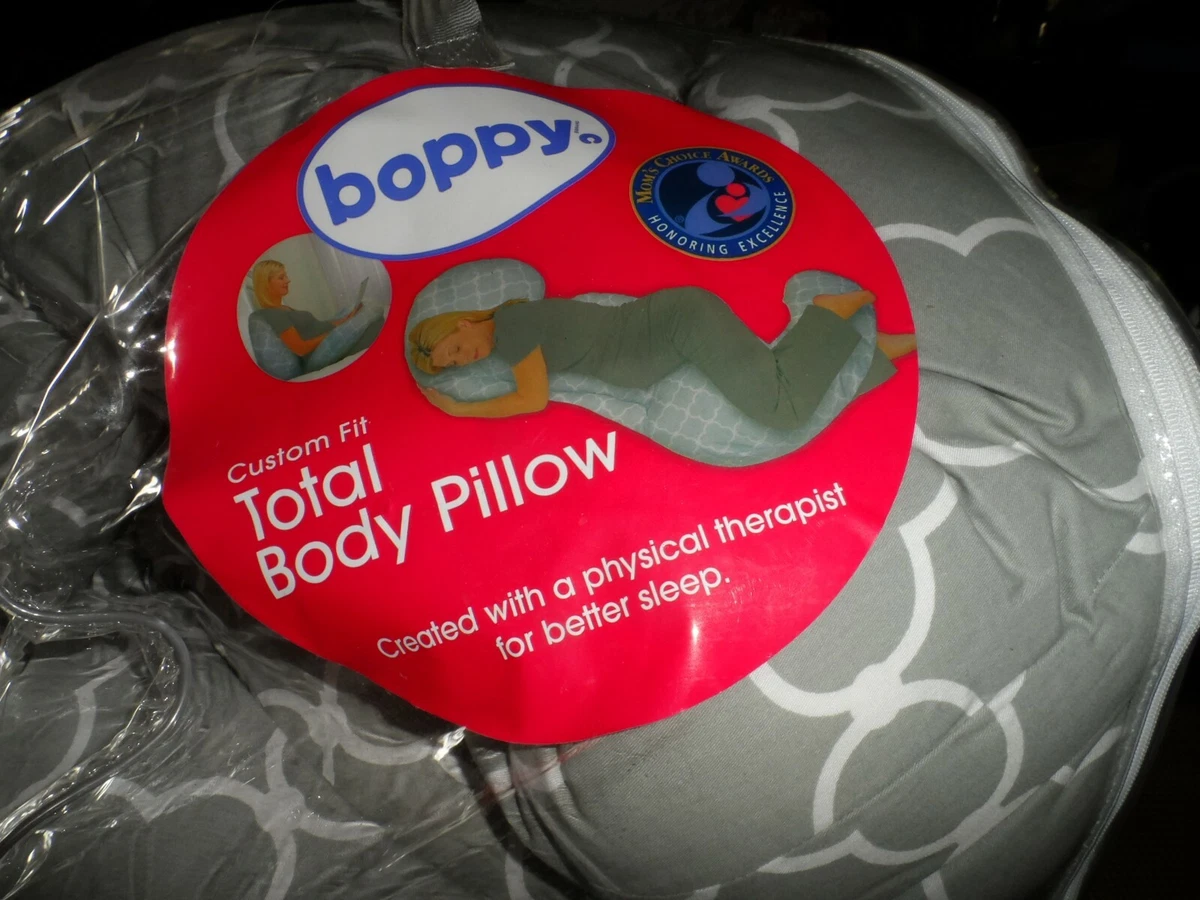 boppy
MOM'S CHOICE AWARDS
HONORING EXCELLENCE
®
Custom Fit
Total
Body Pillow
Created with a physical therapist
for better sleep.